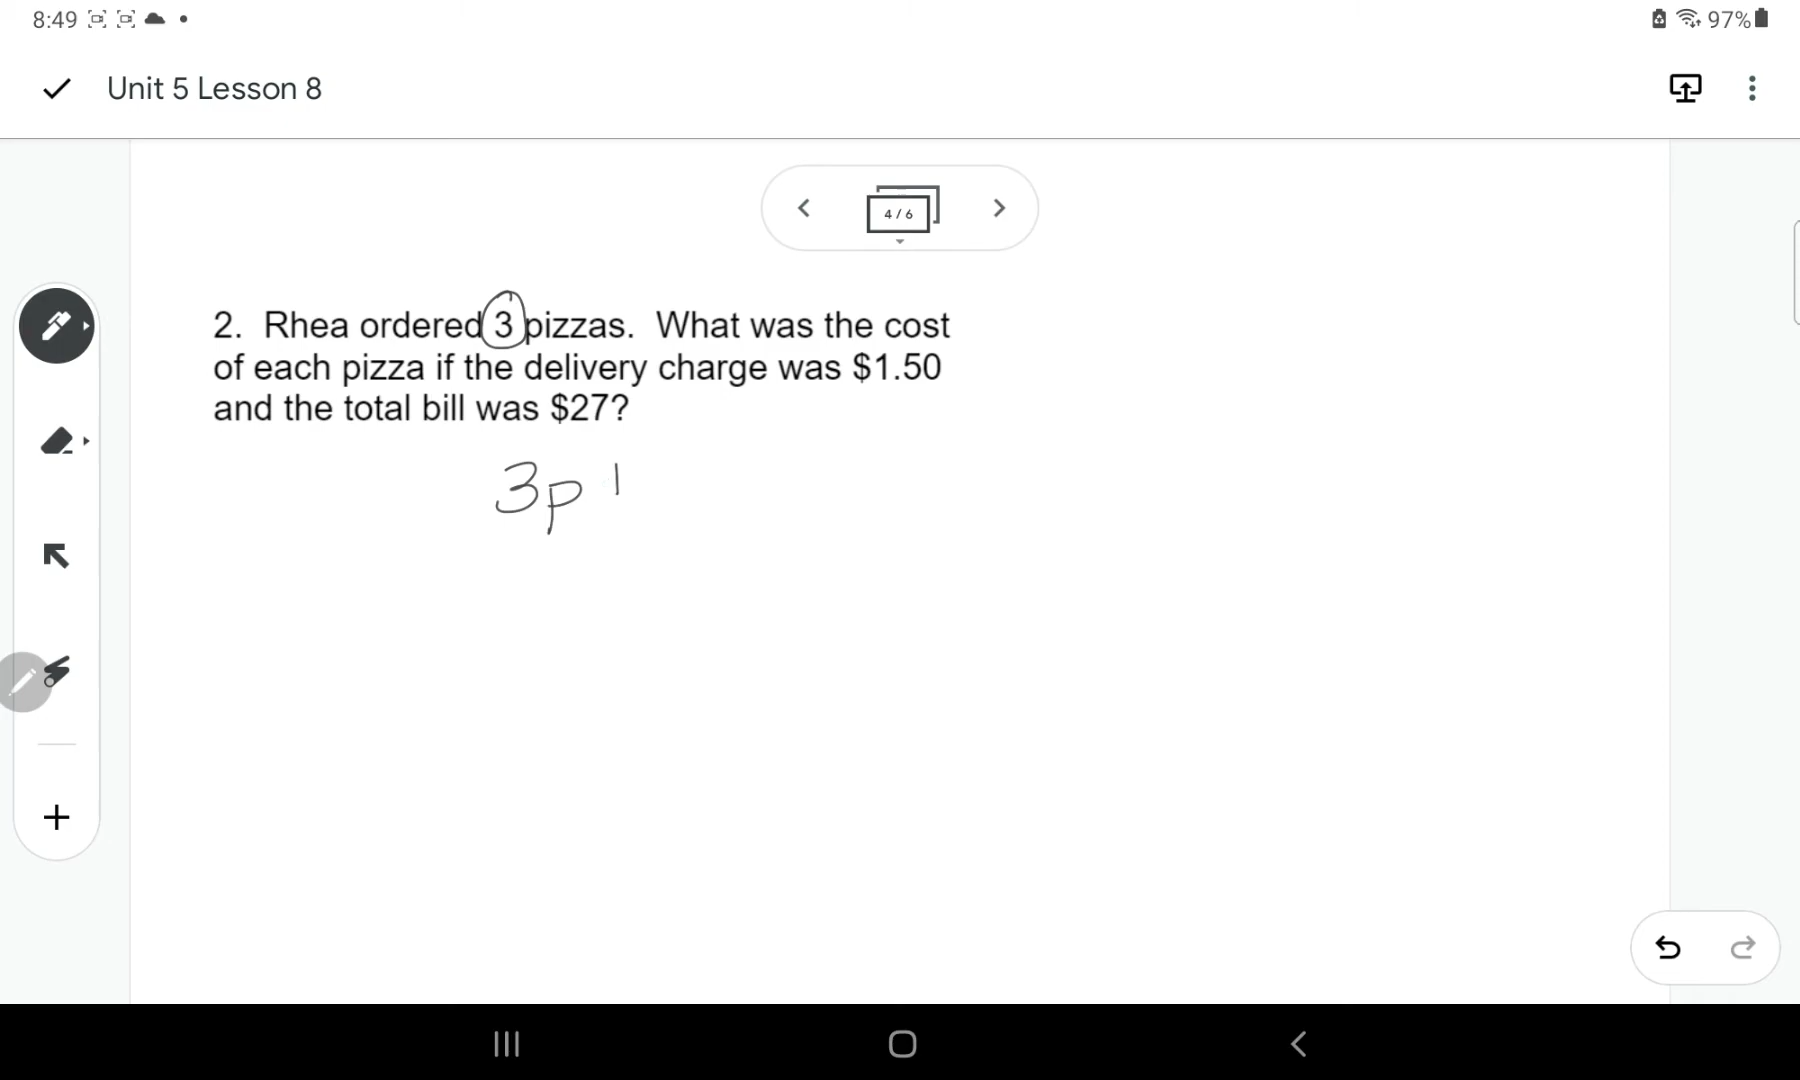 8:49
97%
Unit 5 Lesson 8
4 / 6
2. Rhea ordered 3 pizzas. What was the cost
of each pizza if the delivery charge was $1.50
and the total bill was $27?
3p